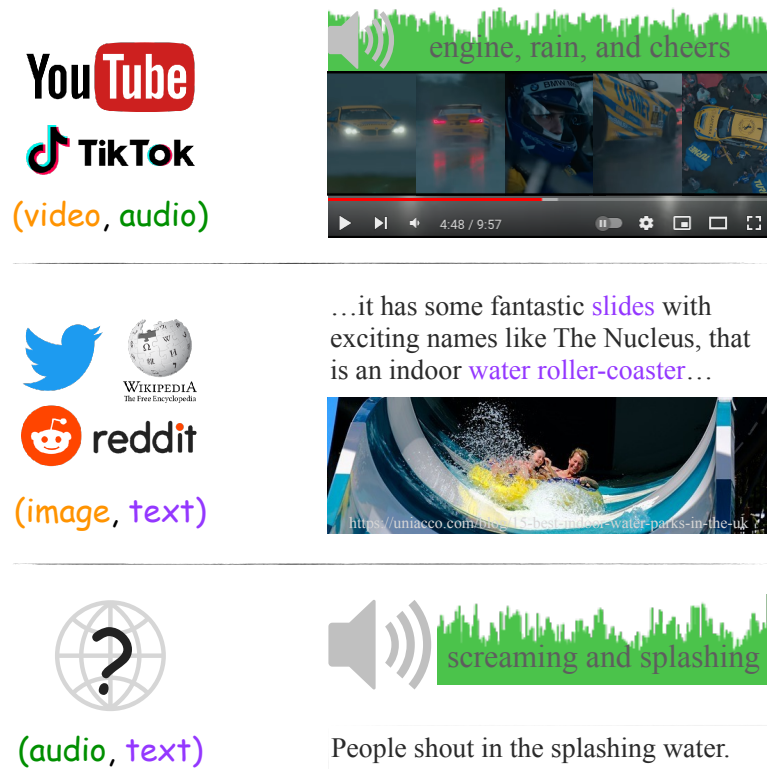 YouTube
TikTok
(video, audio)
engine, rain, and cheers
BMW
TURNER
4:48 / 9:57
WIKIPEDIA
The Free Encyclopedia
reddit
(image, text)
…it has some fantastic slides with
exciting names like The Nucleus, that
is an indoor water roller-coaster…
https://uniacco.com/blog/15-best-indoor-water-parks-in-the-uk
?
(audio, text)
screaming and splashing
People shout in the splashing water.